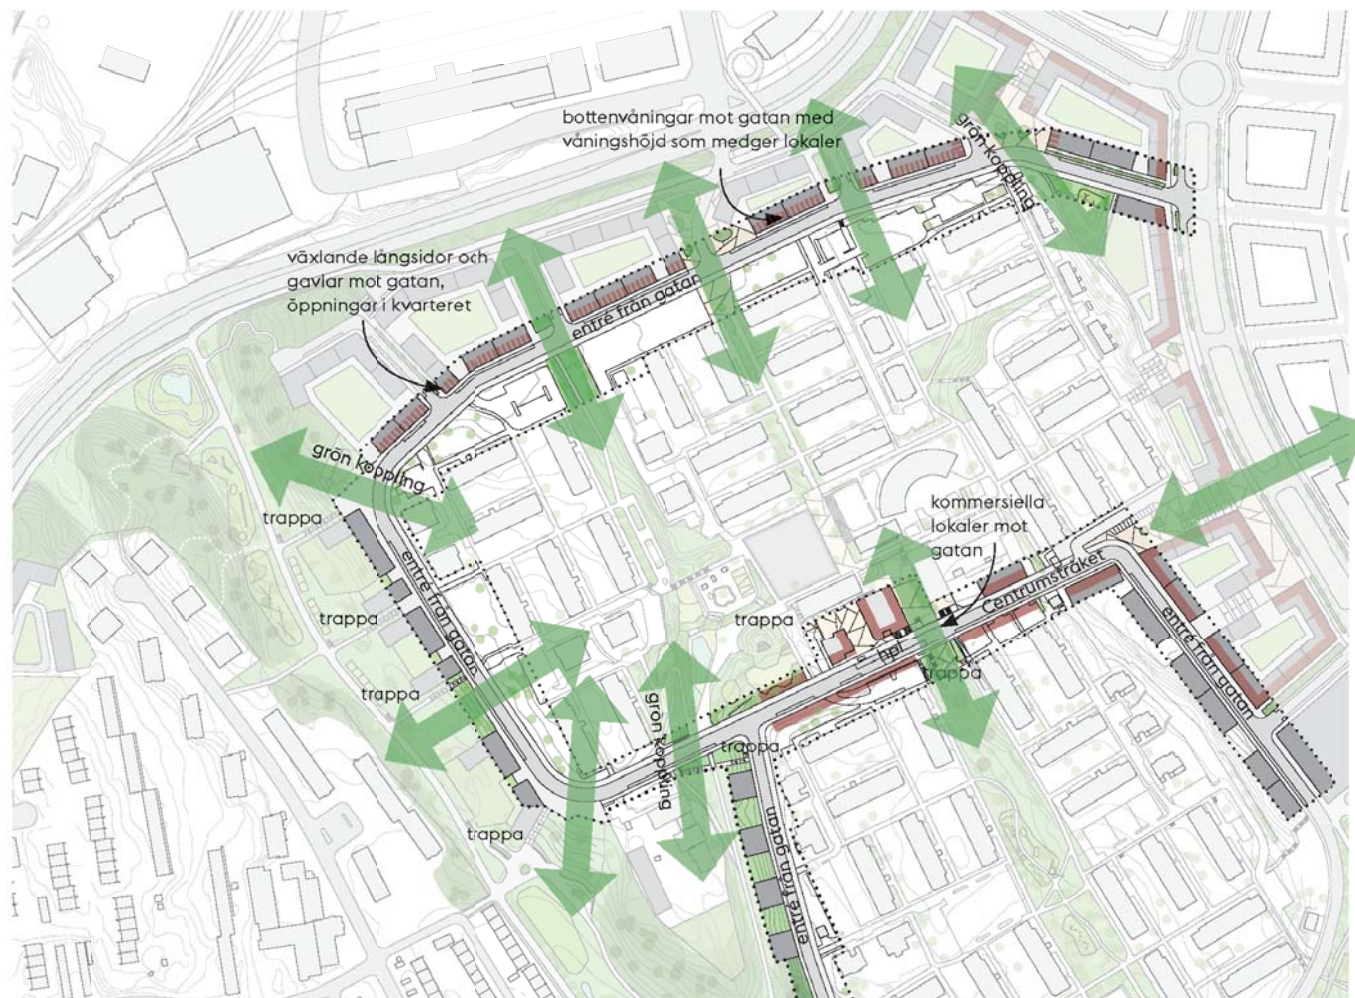 bottenvåningar mot gatan med
våningshöjd som medger lokaler
grön koppling
växlande långsidor och
gavlar mot gatan,
öppningar i kvarteret
entré från gatan
grön koppling
trappa
kommersiella
lokaler mot
gatan
entré från gatan
Centrumstråket
trappa
trappa
hpl
entré från gatan
trappa
trappa
grön koppling
trappa
trappa
entré från gatan